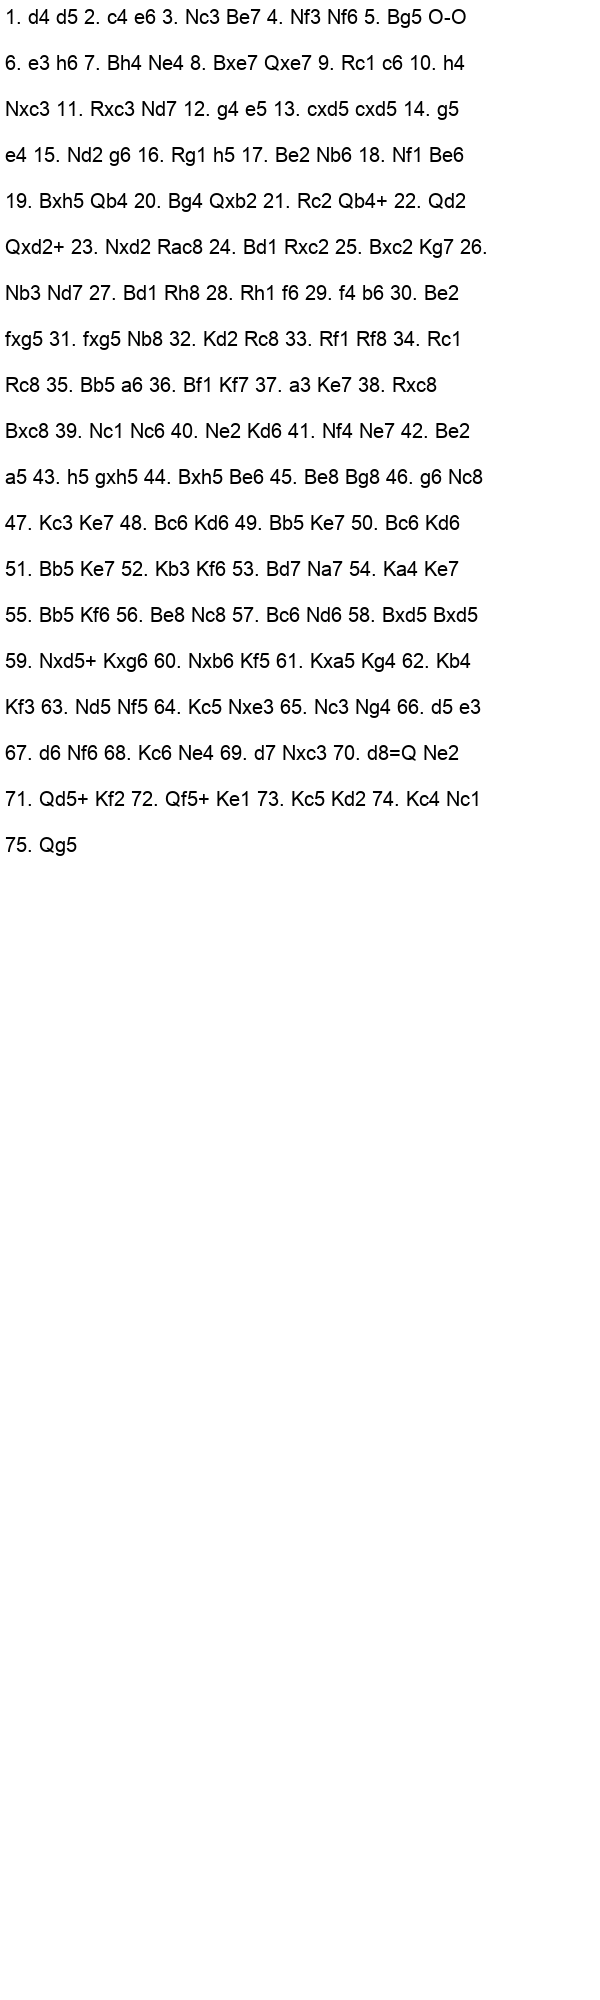 1. d4 d5 2. c4 e6 3. Nc3 Be7 4. Nf3 Nf6 5. Bg5 O-O
6. e3 h6 7. Bh4 Ne4 8. Bxe7 Qxe7 9. Rc1 c6 10. h4
Nxc3 11. Rxc3 Nd7 12. g4 e5 13. cxd5 cxd5 14. g5
e4 15. Nd2 g6 16. Rg1 h5 17. Be2 Nb6 18. Nf1 Be6
19. Bxh5 Qb4 20. Bg4 Qxb2 21. Rc2 Qb4+ 22. Qd2
Qxd2+ 23. Nxd2 Rac8 24. Bd1 Rxc2 25. Bxc2 Kg7 26.
Nb3 Nd7 27. Bd1 Rh8 28. Rh1 f6 29. f4 b6 30. Be2
fxg5 31. fxg5 Nb8 32. Kd2 Rc8 33. Rf1 Rf8 34. Rc1
Rc8 35. Bb5 a6 36. Bf1 Kf7 37. a3 Ke7 38. Rxc8
Bxc8 39. Nc1 Nc6 40. Ne2 Kd6 41. Nf4 Ne7 42. Be2
a5 43. h5 gxh5 44. Bxh5 Be6 45. Be8 Bg8 46. g6 Nc8
47. Kc3 Ke7 48. Bc6 Kd6 49. Bb5 Ke7 50. Bc6 Kd6
51. Bb5 Ke7 52. Kb3 Kf6 53. Bd7 Na7 54. Ka4 Ke7
55. Bb5 Kf6 56. Be8 Nc8 57. Bc6 Nd6 58. Bxd5 Bxd5
59. Nxd5+ Kxg6 60. Nxb6 Kf5 61. Kxa5 Kg4 62. Kb4
Kf3 63. Nd5 Nf5 64. Kc5 Nxe3 65. Nc3 Ng4 66. d5 e3
67. d6 Nf6 68. Kc6 Ne4 69. d7 Nxc3 70. d8=Q Ne2
71. Qd5+ Kf2 72. Qf5+ Ke1 73. Kc5 Kd2 74. Kc4 Nc1
75. Qg5